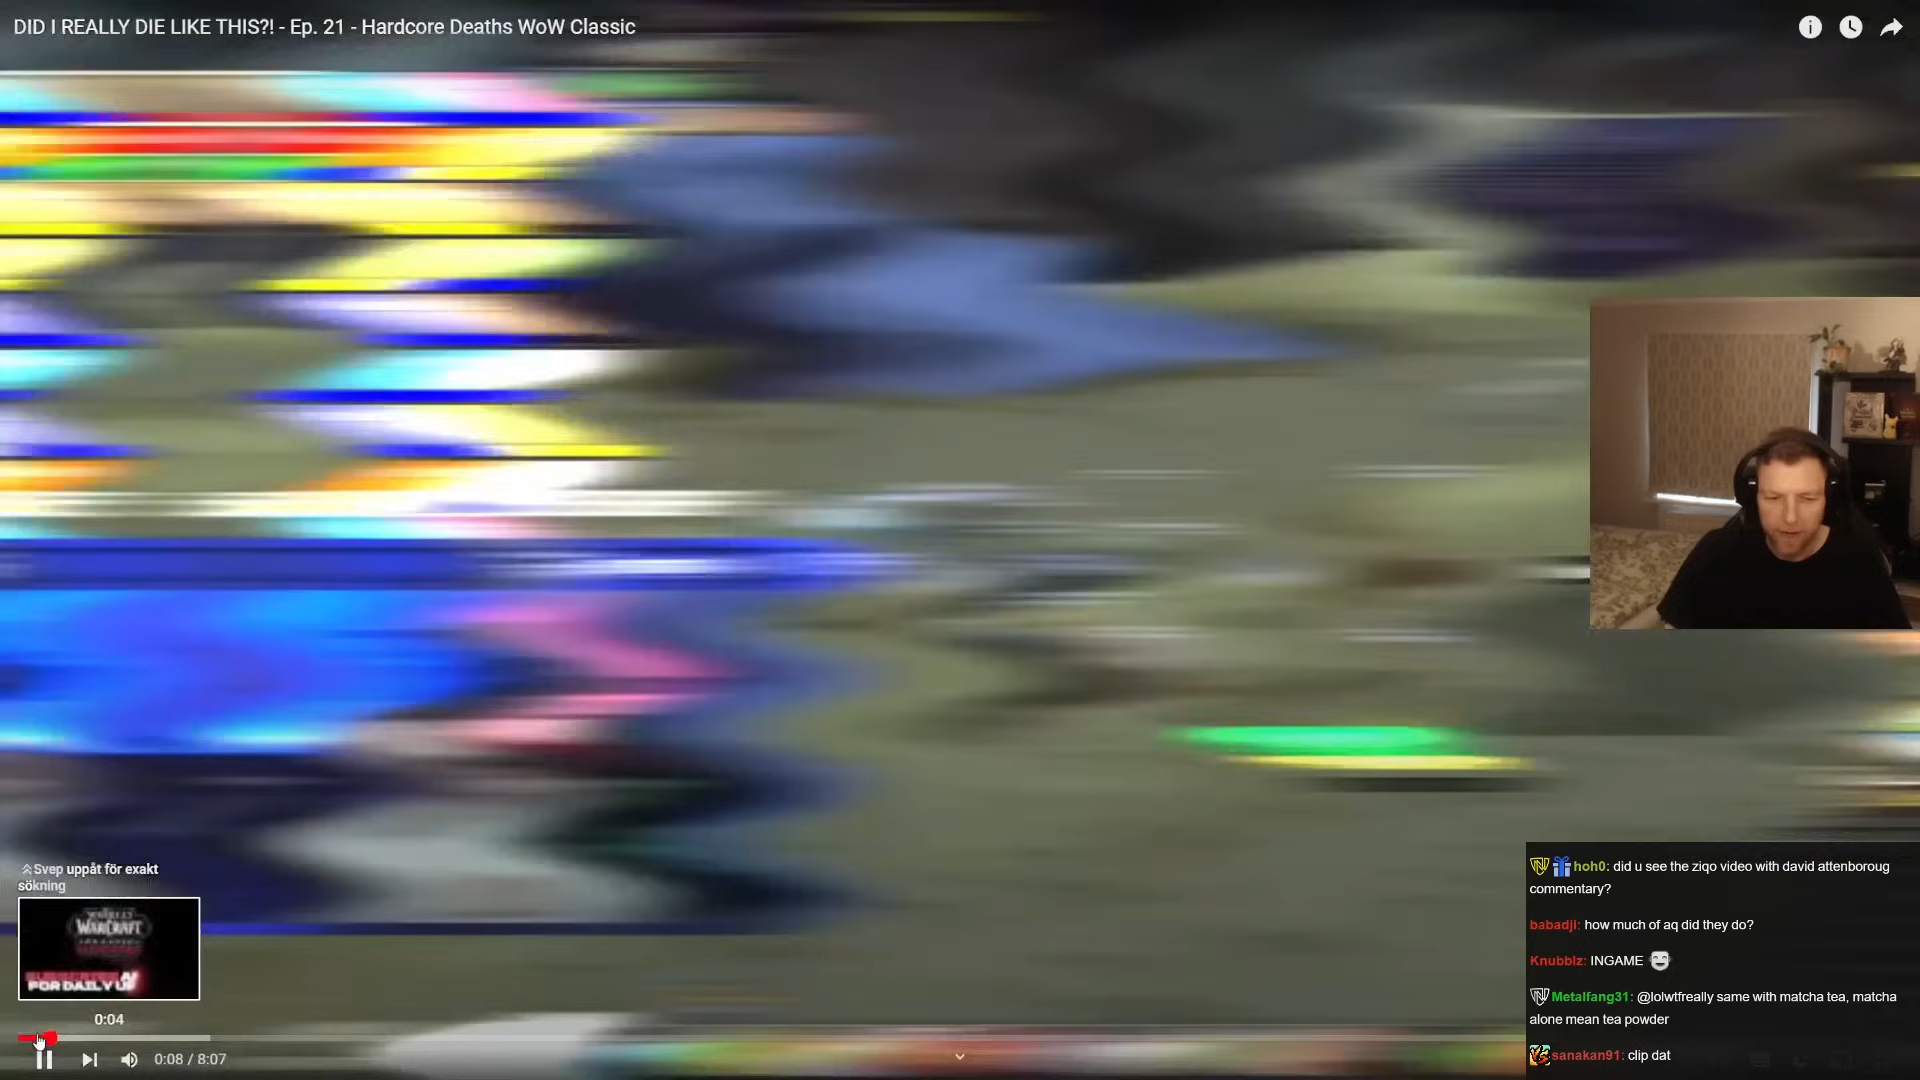 DID I REALLY DIE LIKE THIS?! - Ep. 21 - Hardcore Deaths WoW Classic
Svep uppåt för exakt
sökning
WARCRAFT
FOR DAILY
0:04
0:08 / 8:07
hoh0: did u see the ziqo video with david attenboroug
commentary?
babadji: how much of aq did they do?
Knubblz: INGAME
Metalfang31: @lolwtfreally same with matcha tea, matcha
alone mean tea powder
sanakan91: clip dat